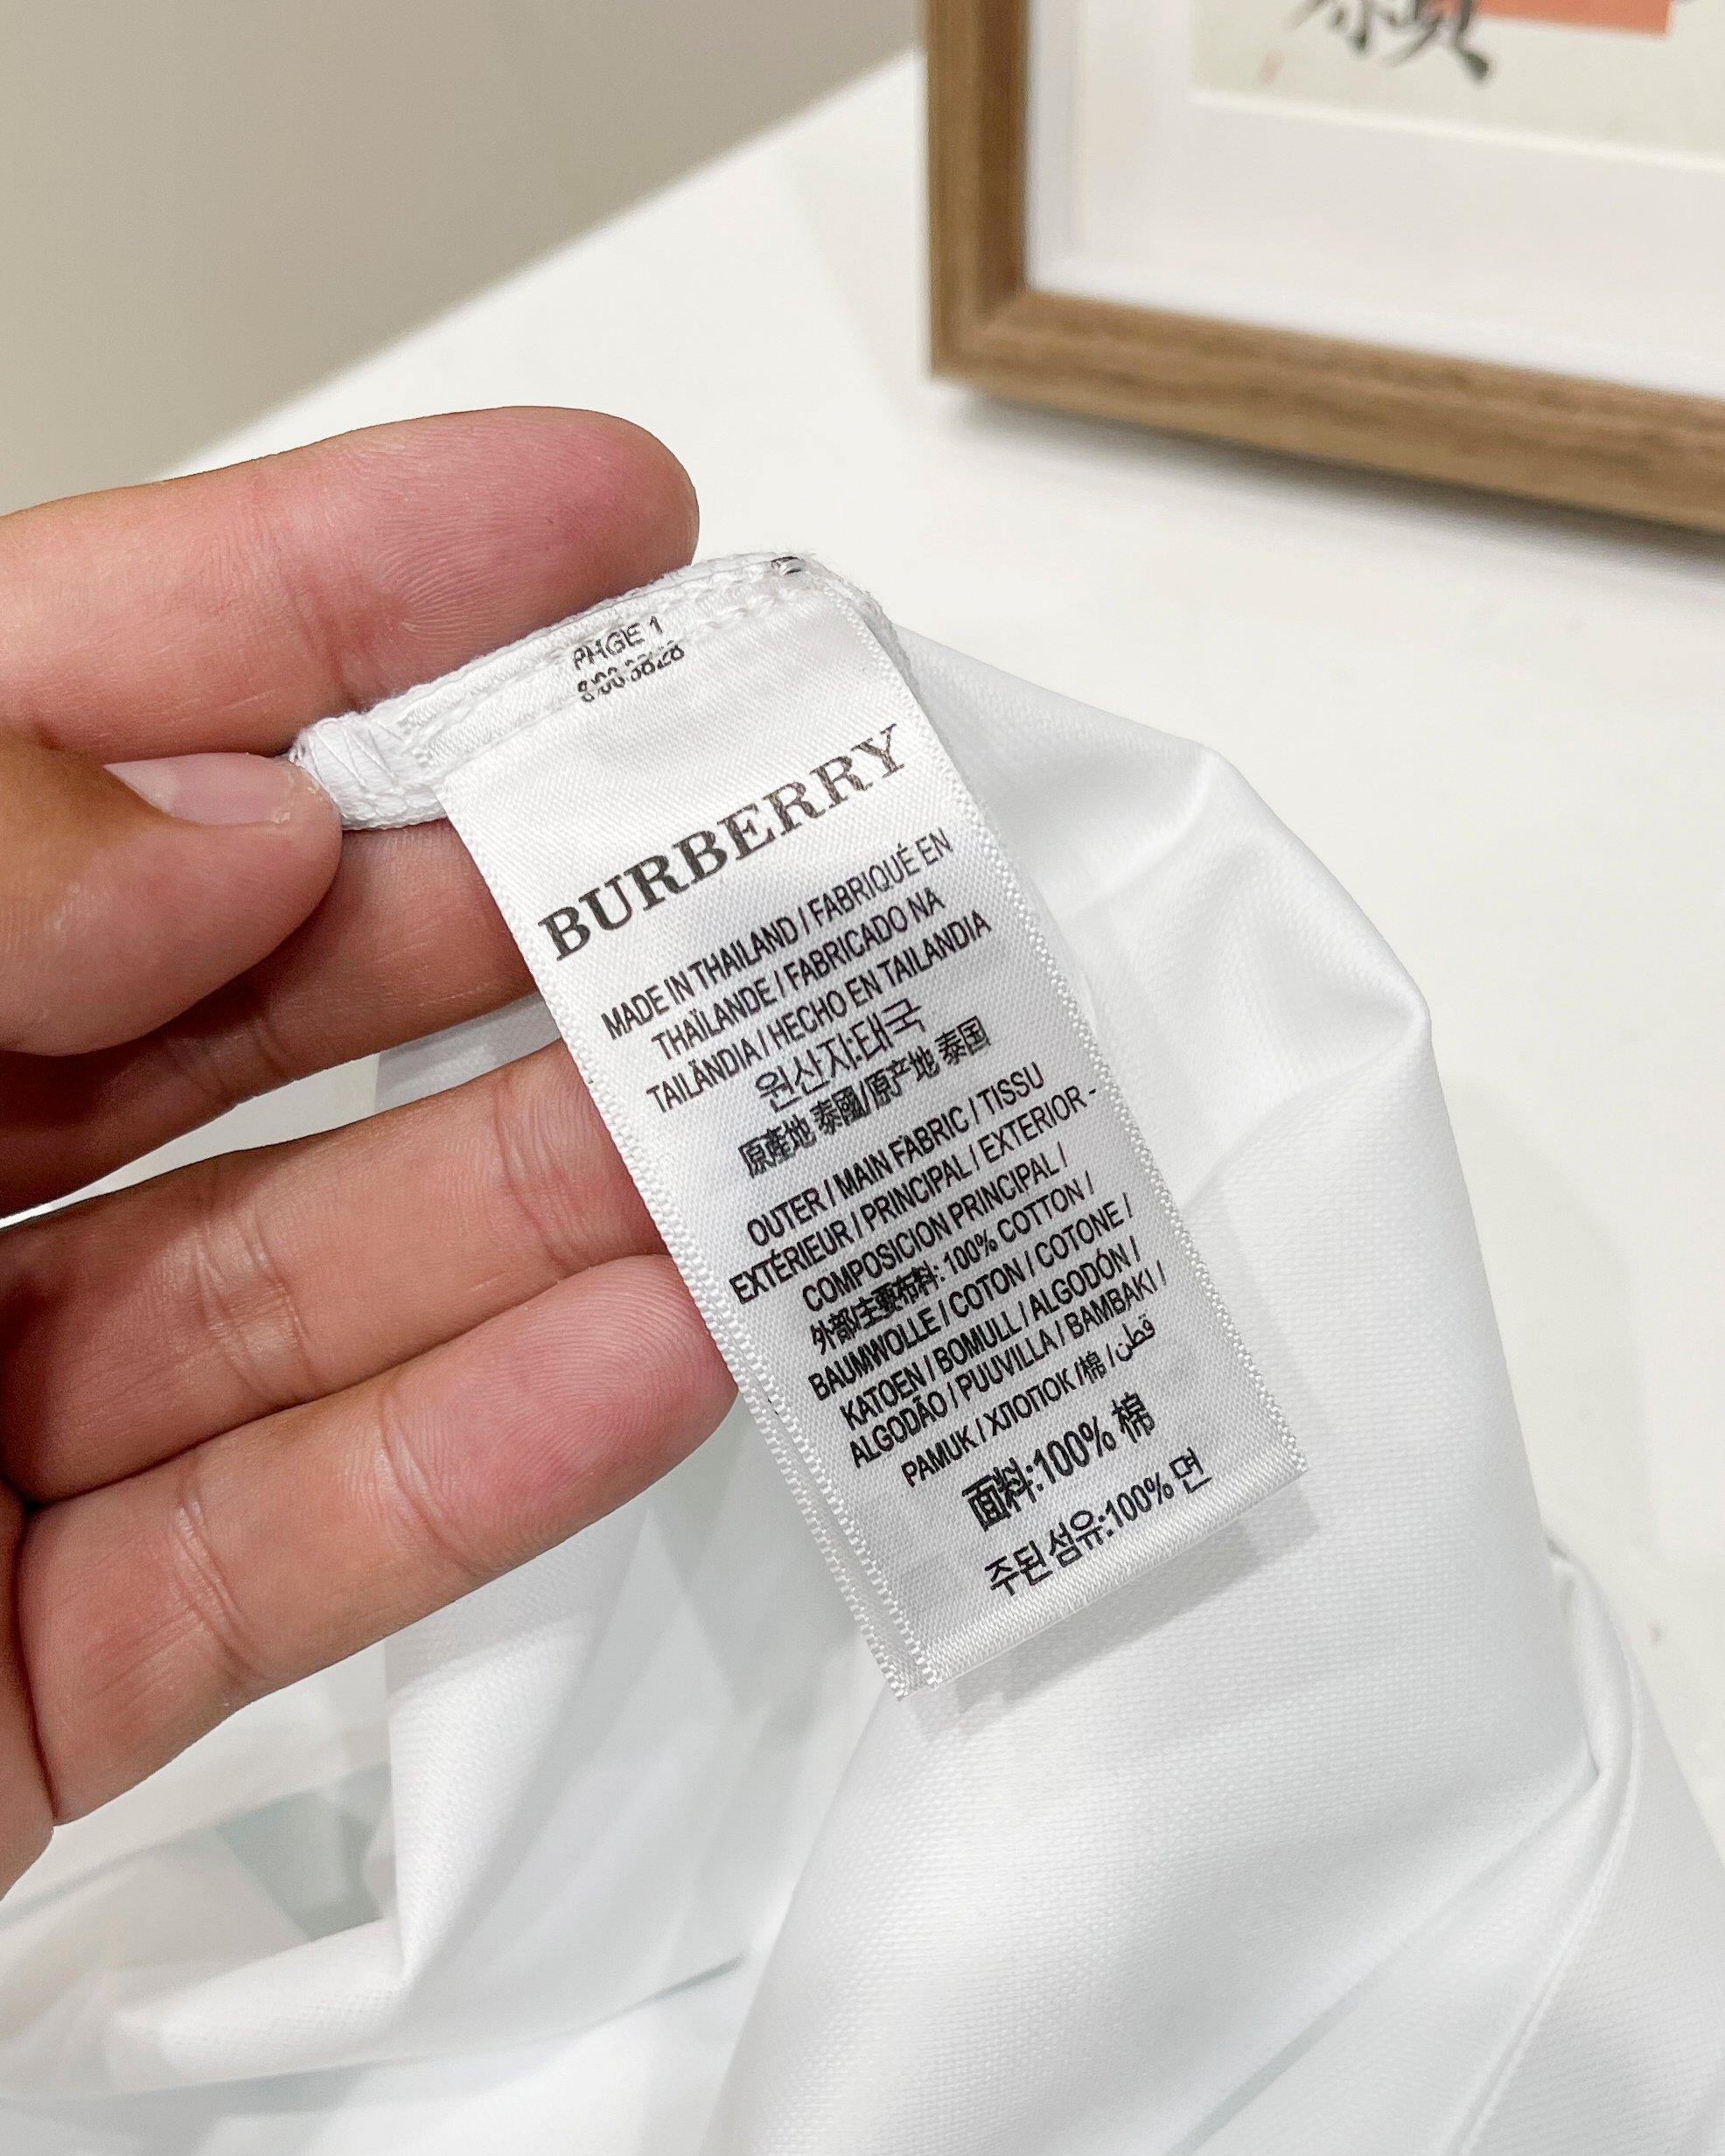 PAGE 1
BURBERRY
MADE IN THAILAND / FABRIQUÉ EN
THAÏLANDE / FABRICADO NA
TAILÂNDIA / HECHO EN TAILANDIA
원산지:태국
原產地 泰國/原产地 泰国
OUTER / MAIN FABRIC / TISSU
EXTÉRIEUR / PRINCIPAL / EXTERIOR -
COMPOSICION PRINCIPAL /
外部/主要布料: 100% COTTON /
BAUMWOLLE / COTON / COTONE /
KATOEN / BOMULL / ALGODÓN /
ALGODÃO / PUUVILLA / BAMBAKI /
PAMUK / ХЛОПОК /棉 /قطن
面料:100% 棉
주된 섬유:100% 면